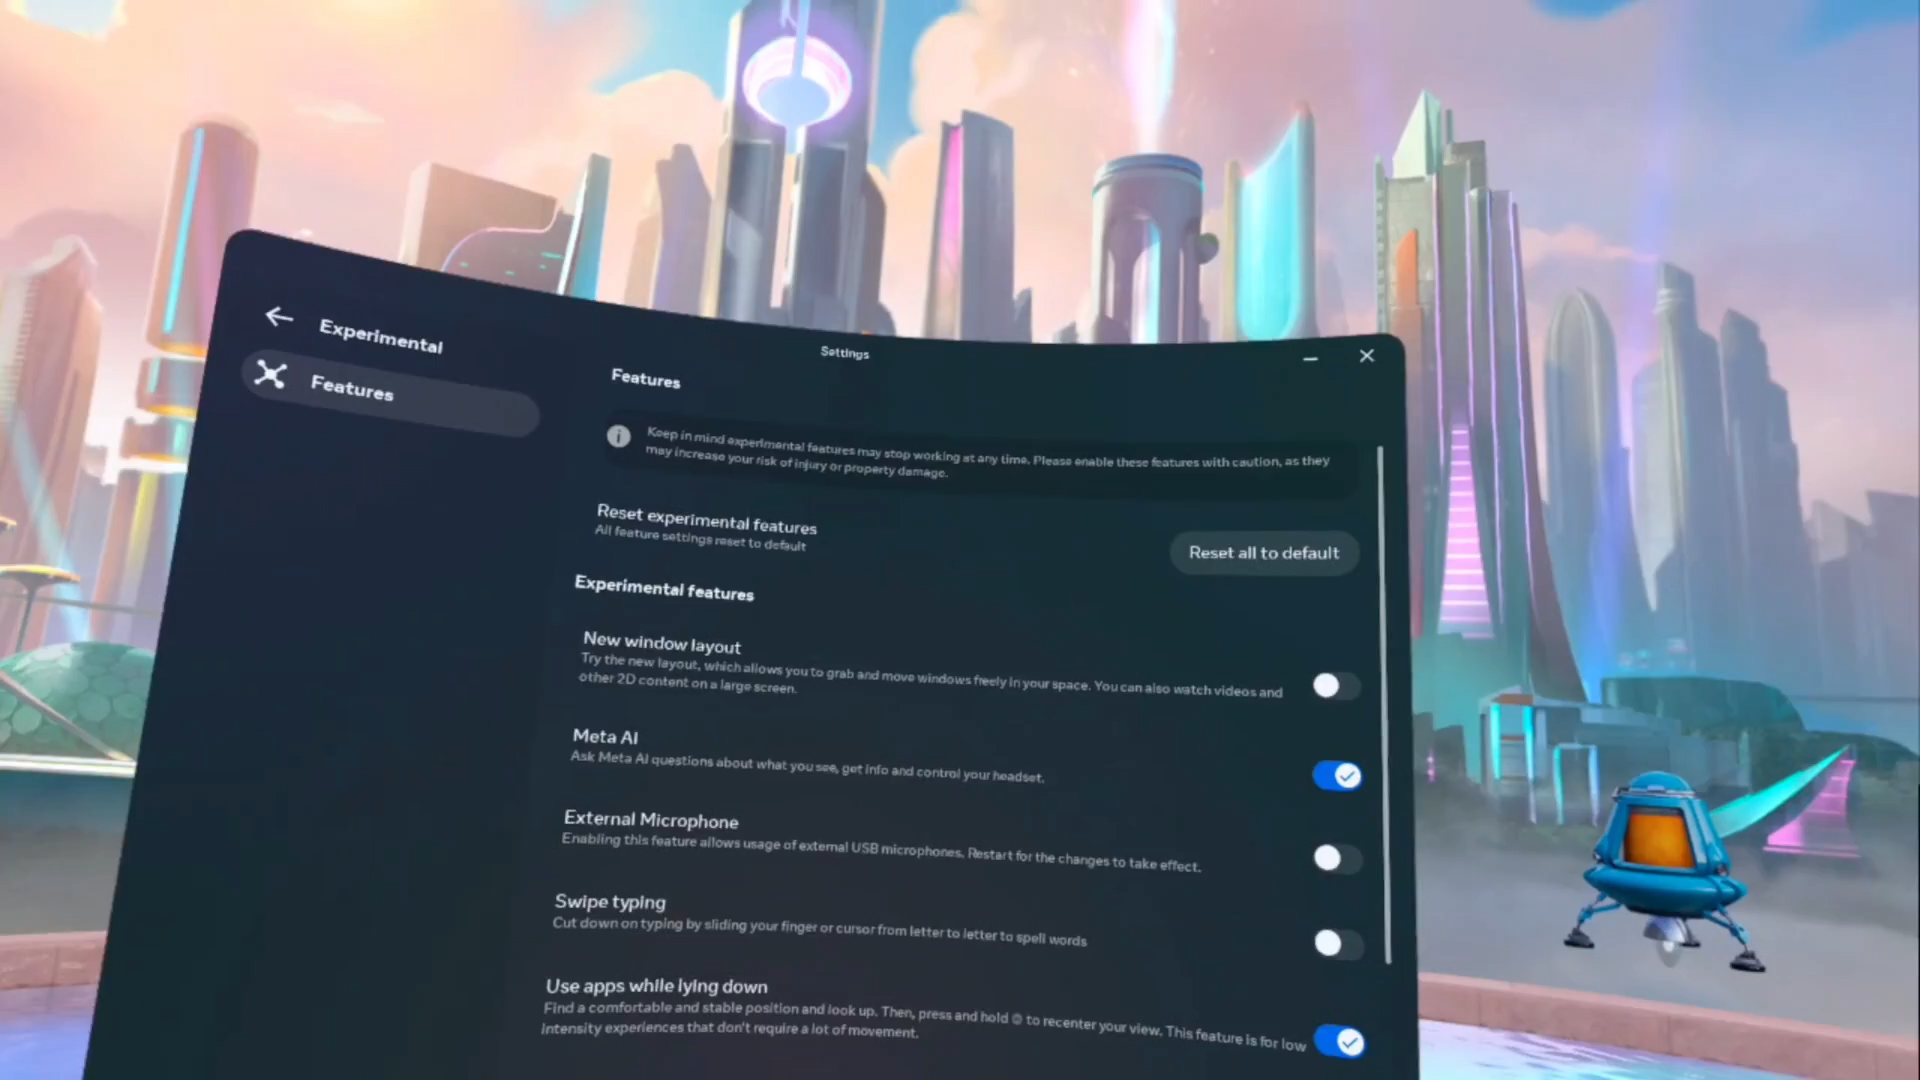 Experimental
Features
Settings
Features
Keep in mind experimental features may stop working at any time. Please enable these features with caution, as they
may increase your risk of injury or property damage.
Reset experimental features
All feature settings reset to default
Reset all to default
Experimental features
New window layout
Try the new layout, which allows you to grab and move windows freely in your space. You can also watch videos and
other 2D content on a large screen.
Meta AI
Ask Meta AI questions about what you see, get info and control your headset.
External Microphone
Enabling this feature allows usage of external USB microphones. Restart for the changes to take effect.
Swipe typing
Cut down on typing by sliding your finger or cursor from letter to letter to spell words
Use apps while lying down
Find a comfortable and stable position and look up. Then, press and hold to recenter your view. This feature is for low
intensity experiences that don't require a lot of movement.